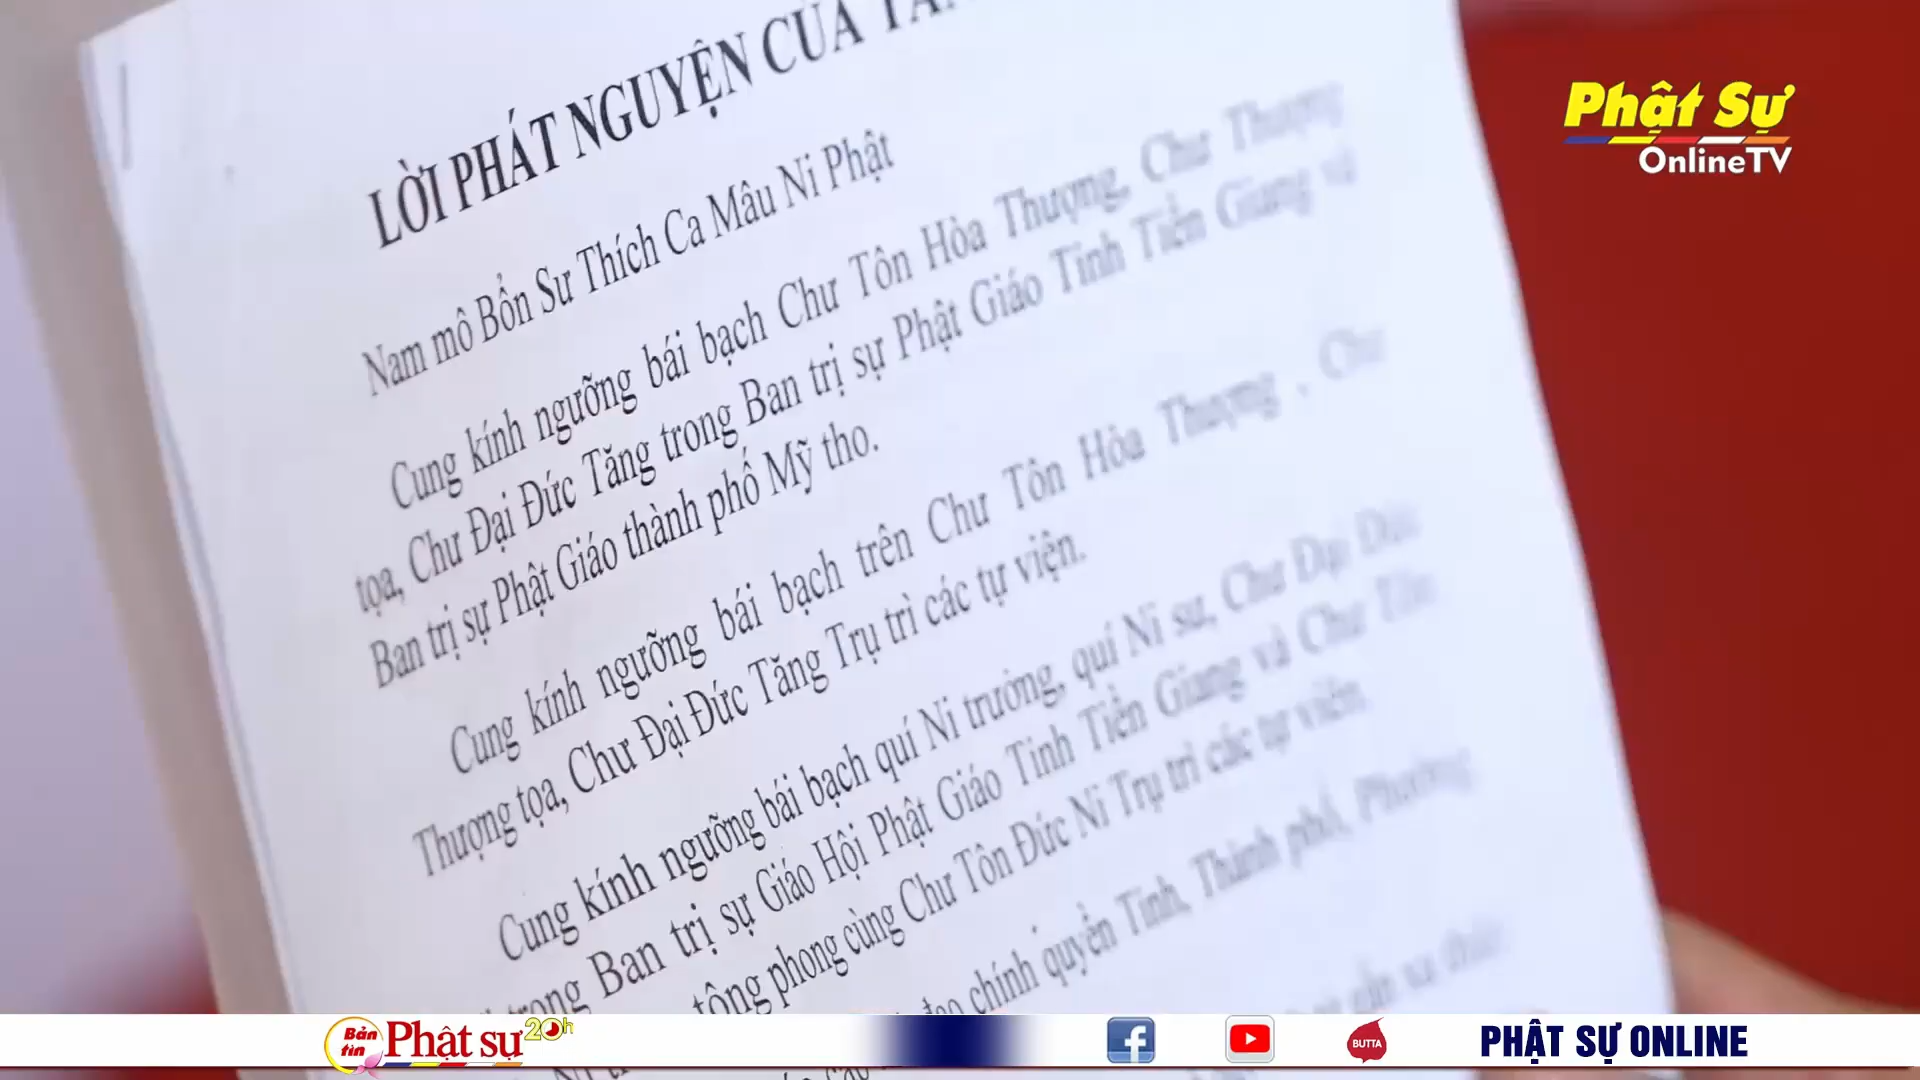 LỜI PHÁT NGUYỆN CỦA
Nam mô Bổn Sư Thích Ca Mâu Ni Phật
Cung kính ngưỡng bái bạch Chư Tôn Hòa Thượng, Chư Thượng
tọa, Chư Đại Đức Tăng trong Ban trị sự Phật Giáo Tỉnh Tiền Giang và
Ban trị sự Phật Giáo thành phố Mỹ tho.
Cung kính ngưỡng bái bạch trên Chư Tôn Hòa Thượng , Chư
Thượng tọa, Chư Đại Đức Tăng Trụ trì các tự viện.
Cung kính ngưỡng bái bạch quí Ni trưởng, quí Ni sư, Chư Đại Đức
trong Ban trị sự Giáo Hội Phật Giáo Tỉnh Tiền Giang và Chư Tôn
tông phong cùng Chư Tôn Đức Ni Trụ trì các tự viện.
đạo chính quyền Tỉnh, Thành phố, Phường
Phật Sự
OnlineTV
Bản tin
Phật sự 20h
BUTTA
PHẬT SỰ ONLINE